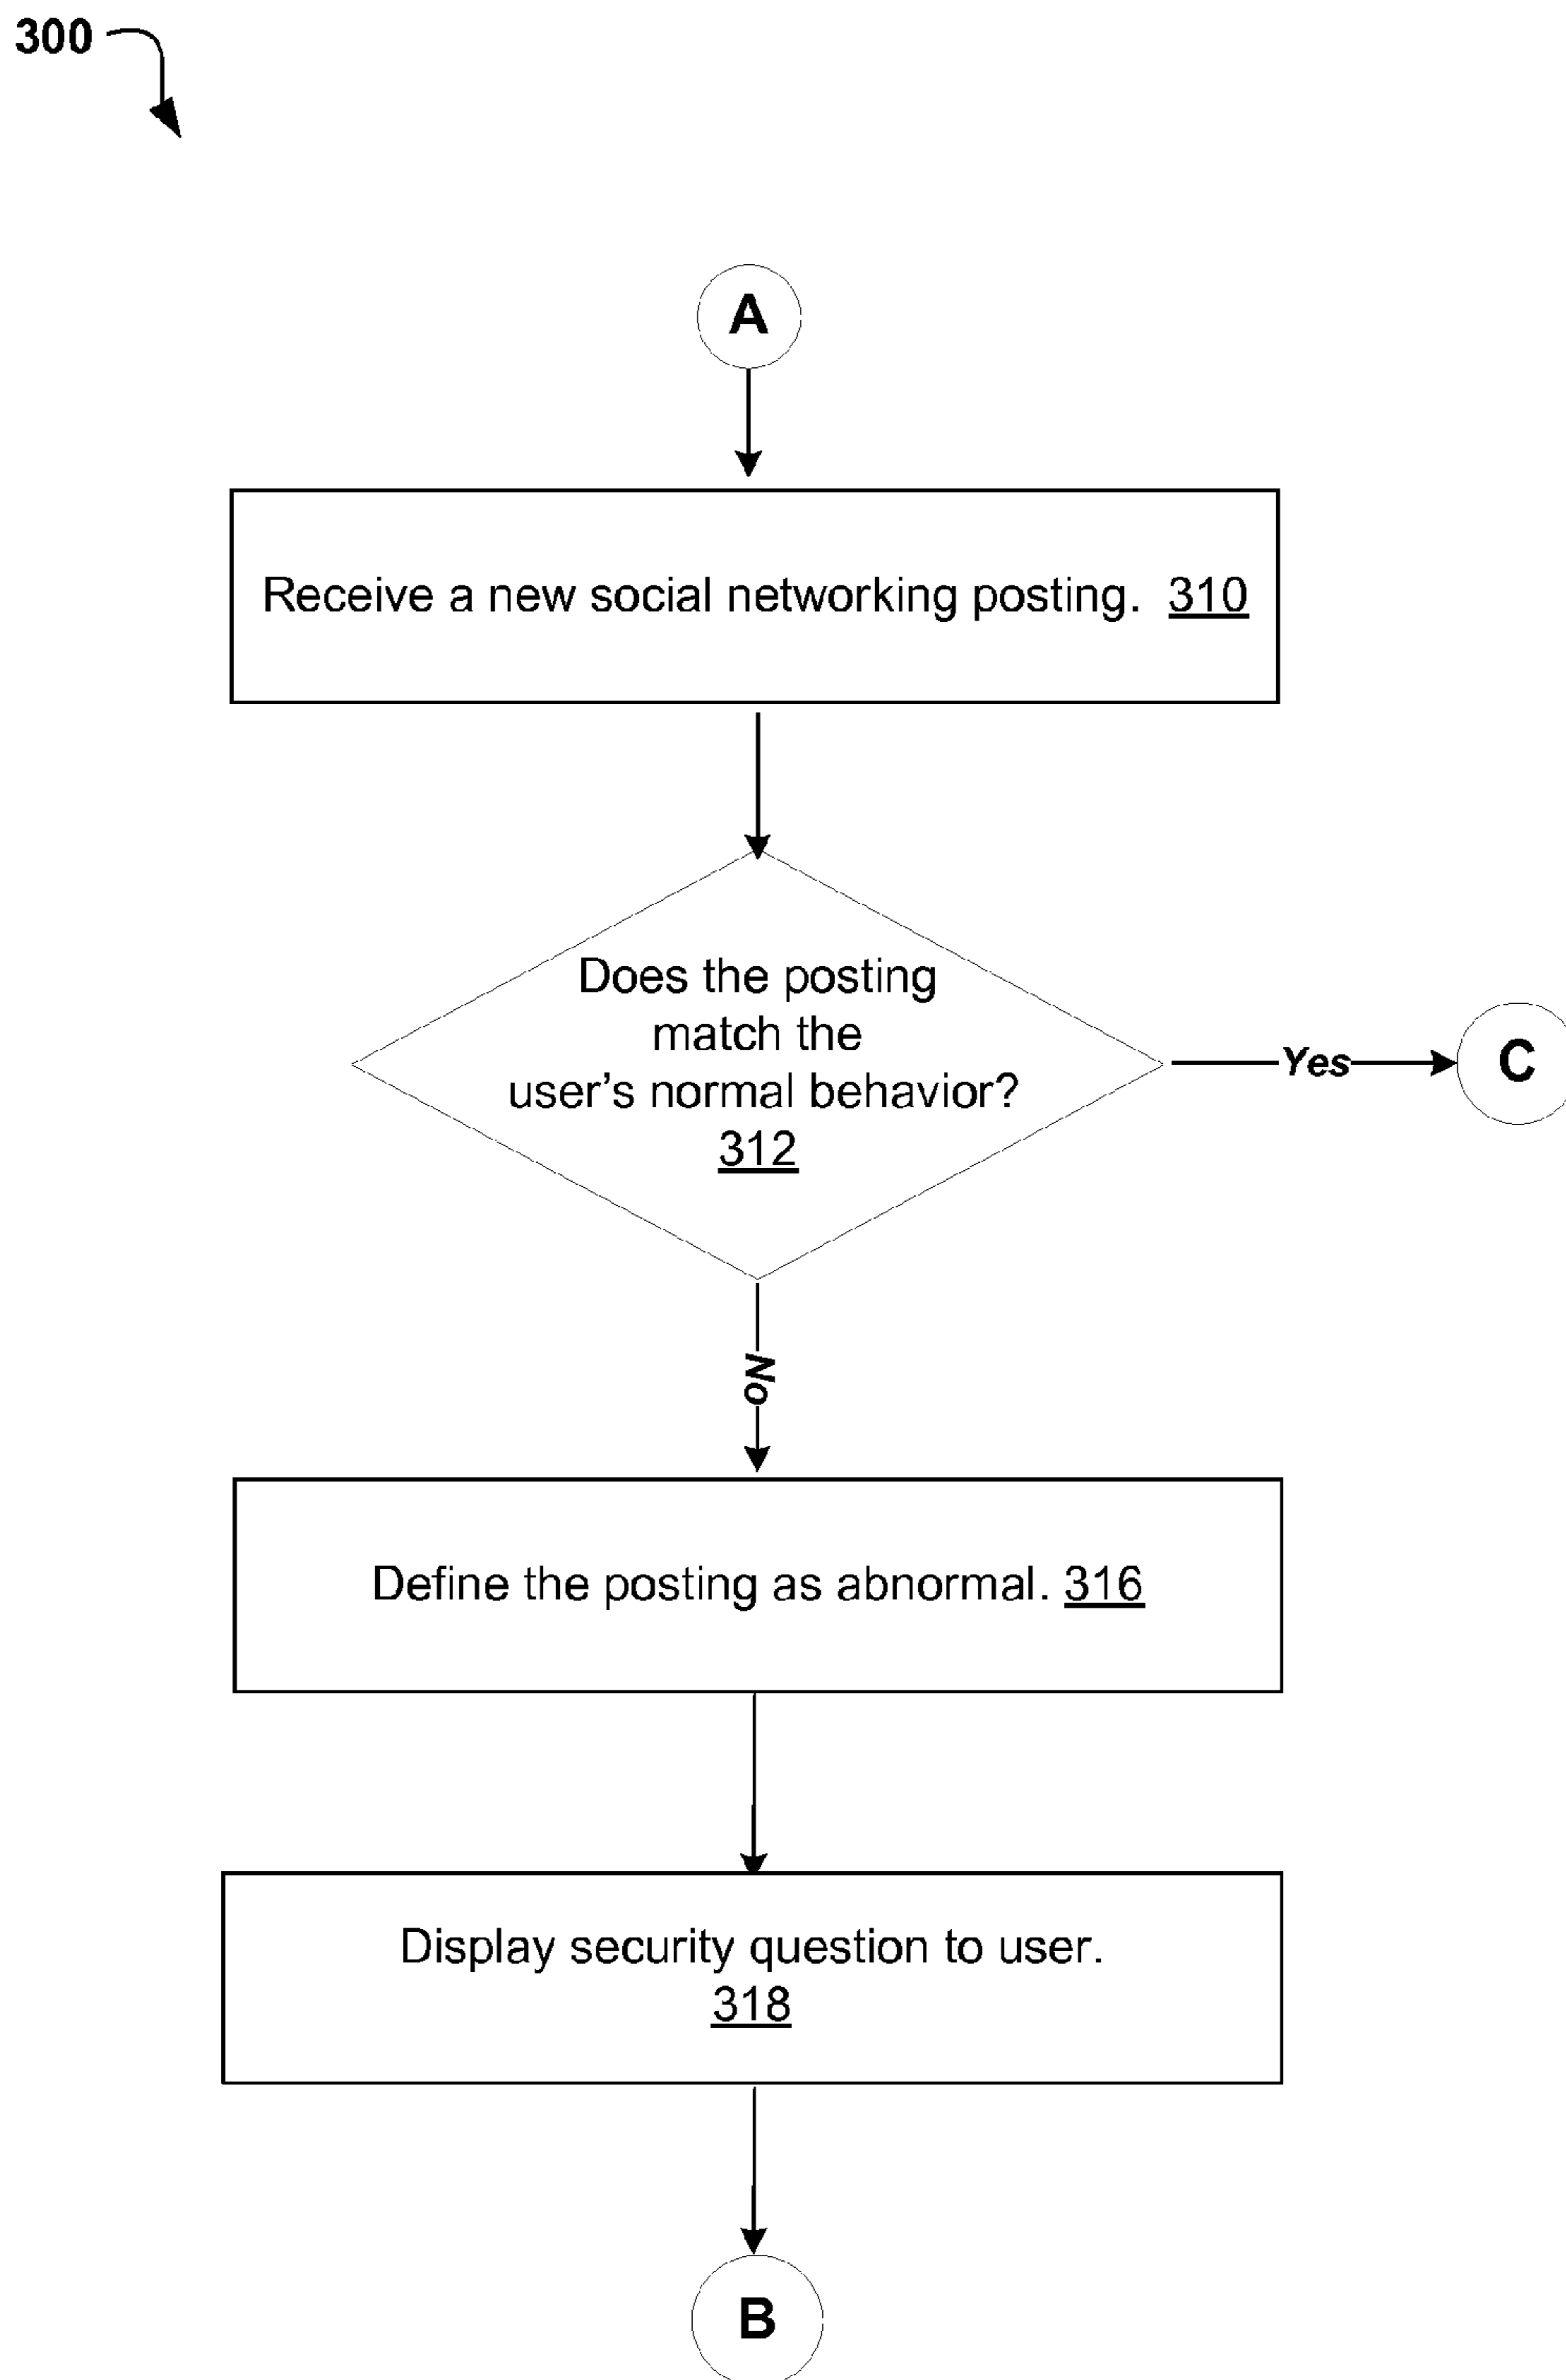 300
A
Receive a new social networking posting. 310
Does the posting
match the
user's normal behavior?
312
Yes
C
No
Define the posting as abnormal. 316
Display security question to user.
318
B